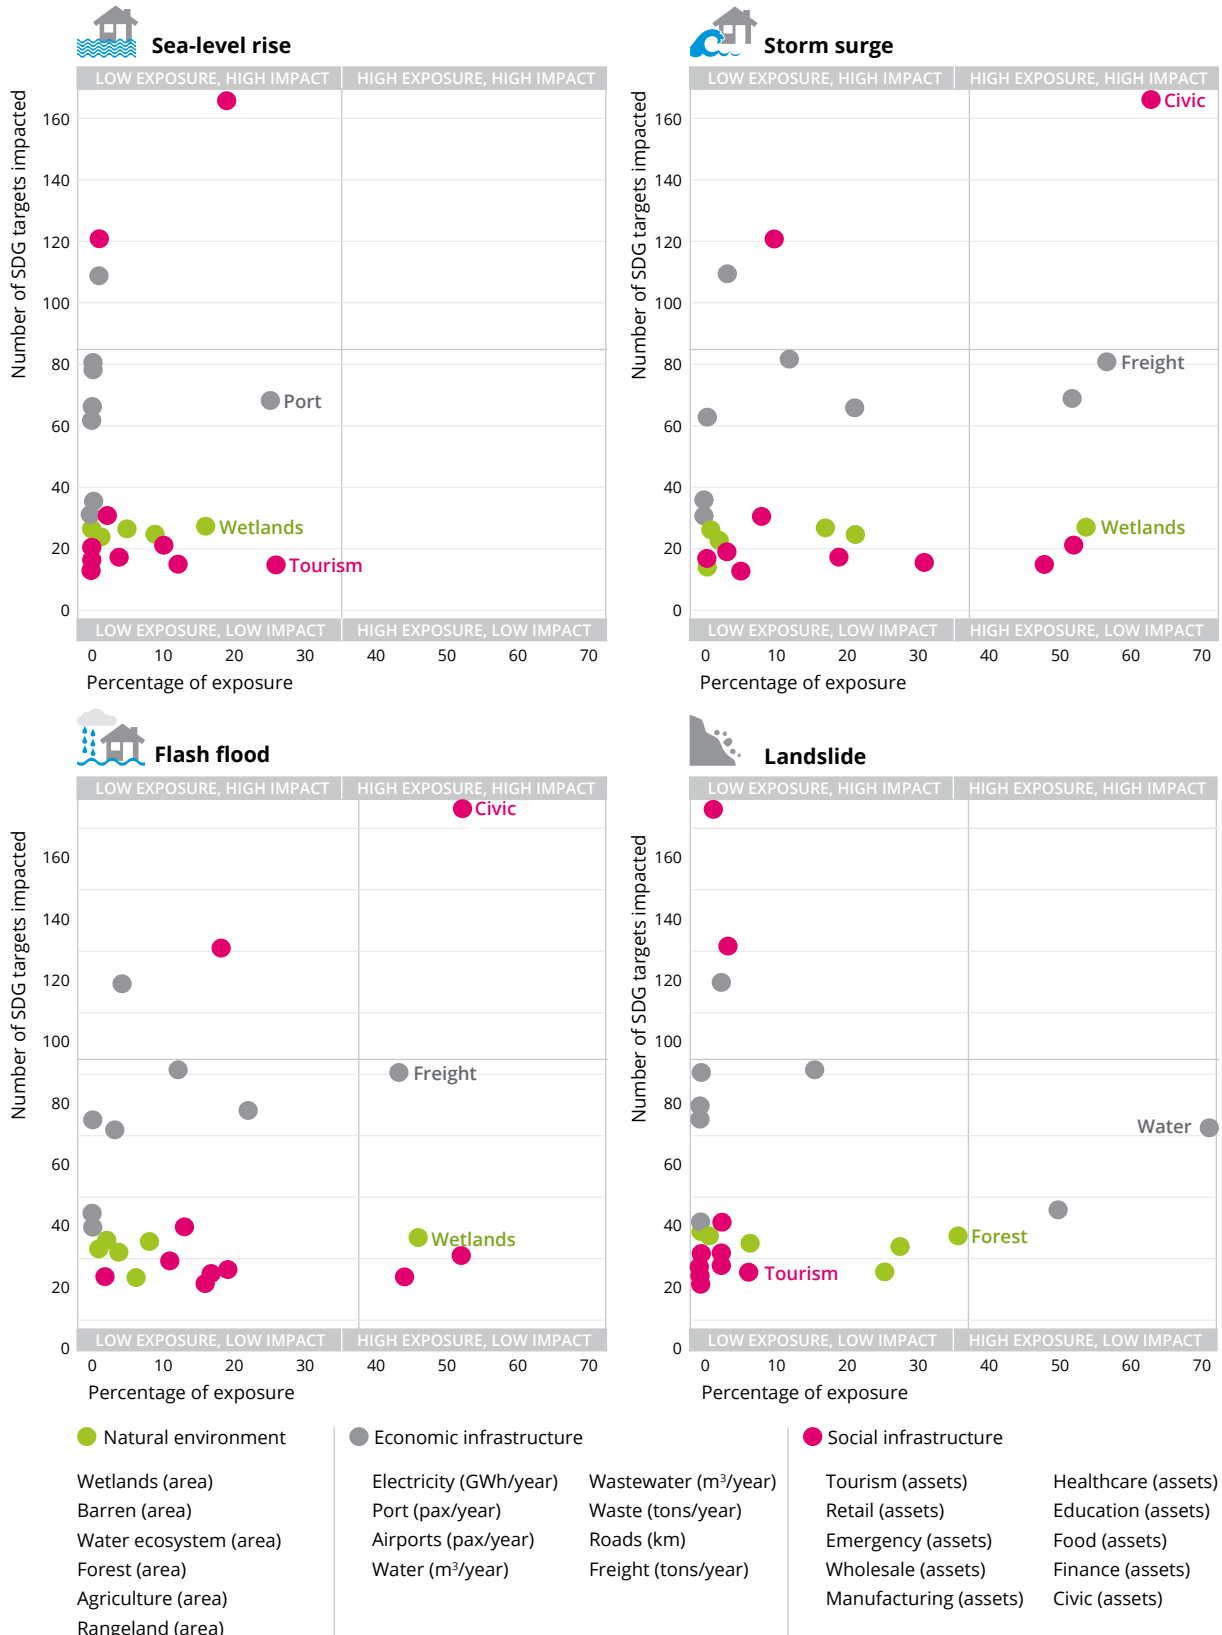 Sea-level rise
LOW EXPOSURE, HIGH IMPACT
HIGH EXPOSURE, HIGH IMPACT
Number of SDG targets impacted
160
140
120
100
80
60
40
20
0
Port
Wetlands
Tourism
LOW EXPOSURE, LOW IMPACT
HIGH EXPOSURE, LOW IMPACT
0 10 20 30 40 50 60 70
Percentage of exposure
Storm surge
LOW EXPOSURE, HIGH IMPACT
HIGH EXPOSURE, HIGH IMPACT
Number of SDG targets impacted
160
140
120
100
80
60
40
20
0
Civic
Freight
Wetlands
LOW EXPOSURE, LOW IMPACT
HIGH EXPOSURE, LOW IMPACT
0 10 20 30 40 50 60 70
Percentage of exposure
Flash flood
LOW EXPOSURE, HIGH IMPACT
HIGH EXPOSURE, HIGH IMPACT
Number of SDG targets impacted
160
140
120
100
80
60
40
20
0
Civic
Freight
Wetlands
LOW EXPOSURE, LOW IMPACT
HIGH EXPOSURE, LOW IMPACT
0 10 20 30 40 50 60 70
Percentage of exposure
Landslide
LOW EXPOSURE, HIGH IMPACT
HIGH EXPOSURE, HIGH IMPACT
Number of SDG targets impacted
160
140
120
100
80
60
40
20
0
Water
Forest
Tourism
LOW EXPOSURE, LOW IMPACT
HIGH EXPOSURE, LOW IMPACT
0 10 20 30 40 50 60 70
Percentage of exposure
Natural environment
Wetlands (area)
Barren (area)
Water ecosystem (area)
Forest (area)
Agriculture (area)
Rangeland (area)
Economic infrastructure
Electricity (GWh/year)
Port (pax/year)
Airports (pax/year)
Water (m³/year)
Wastewater (m³/year)
Waste (tons/year)
Roads (km)
Freight (tons/year)
Social infrastructure
Tourism (assets)
Retail (assets)
Emergency (assets)
Wholesale (assets)
Manufacturing (assets)
Healthcare (assets)
Education (assets)
Food (assets)
Finance (assets)
Civic (assets)